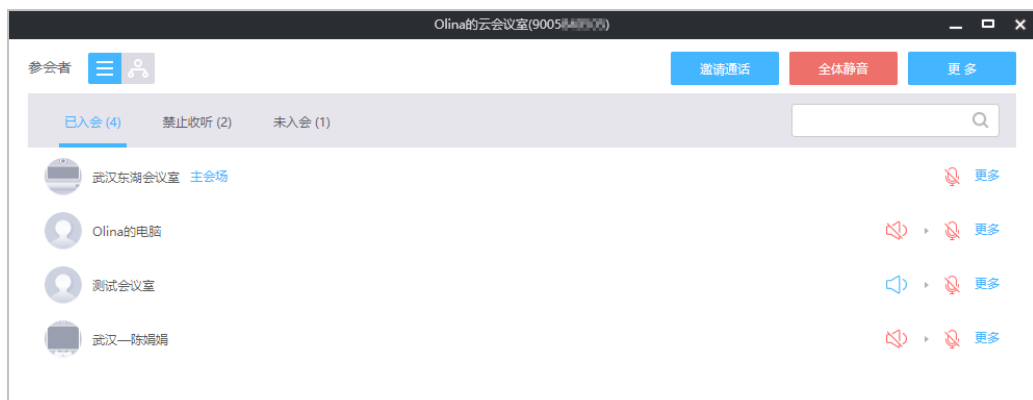 Olina的云会议室(9005
参会者 邀请通话 全体静音 更多
已入会 (4) 禁止收听 (2) 未入会 (1)
武汉东湖会议室 主会场 更多
Olina的电脑 更多
测试会议室 更多
武汉—陈娟娟 更多